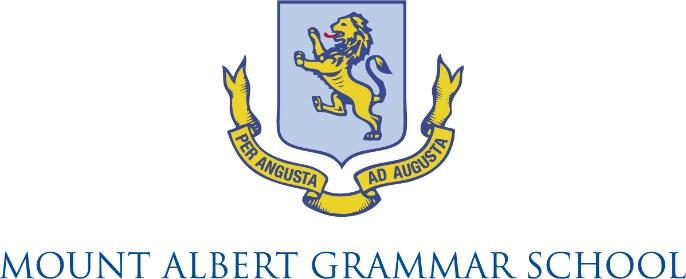 PER ANGUSTA AD AUGUSTA
MOUNT ALBERT GRAMMAR SCHOOL